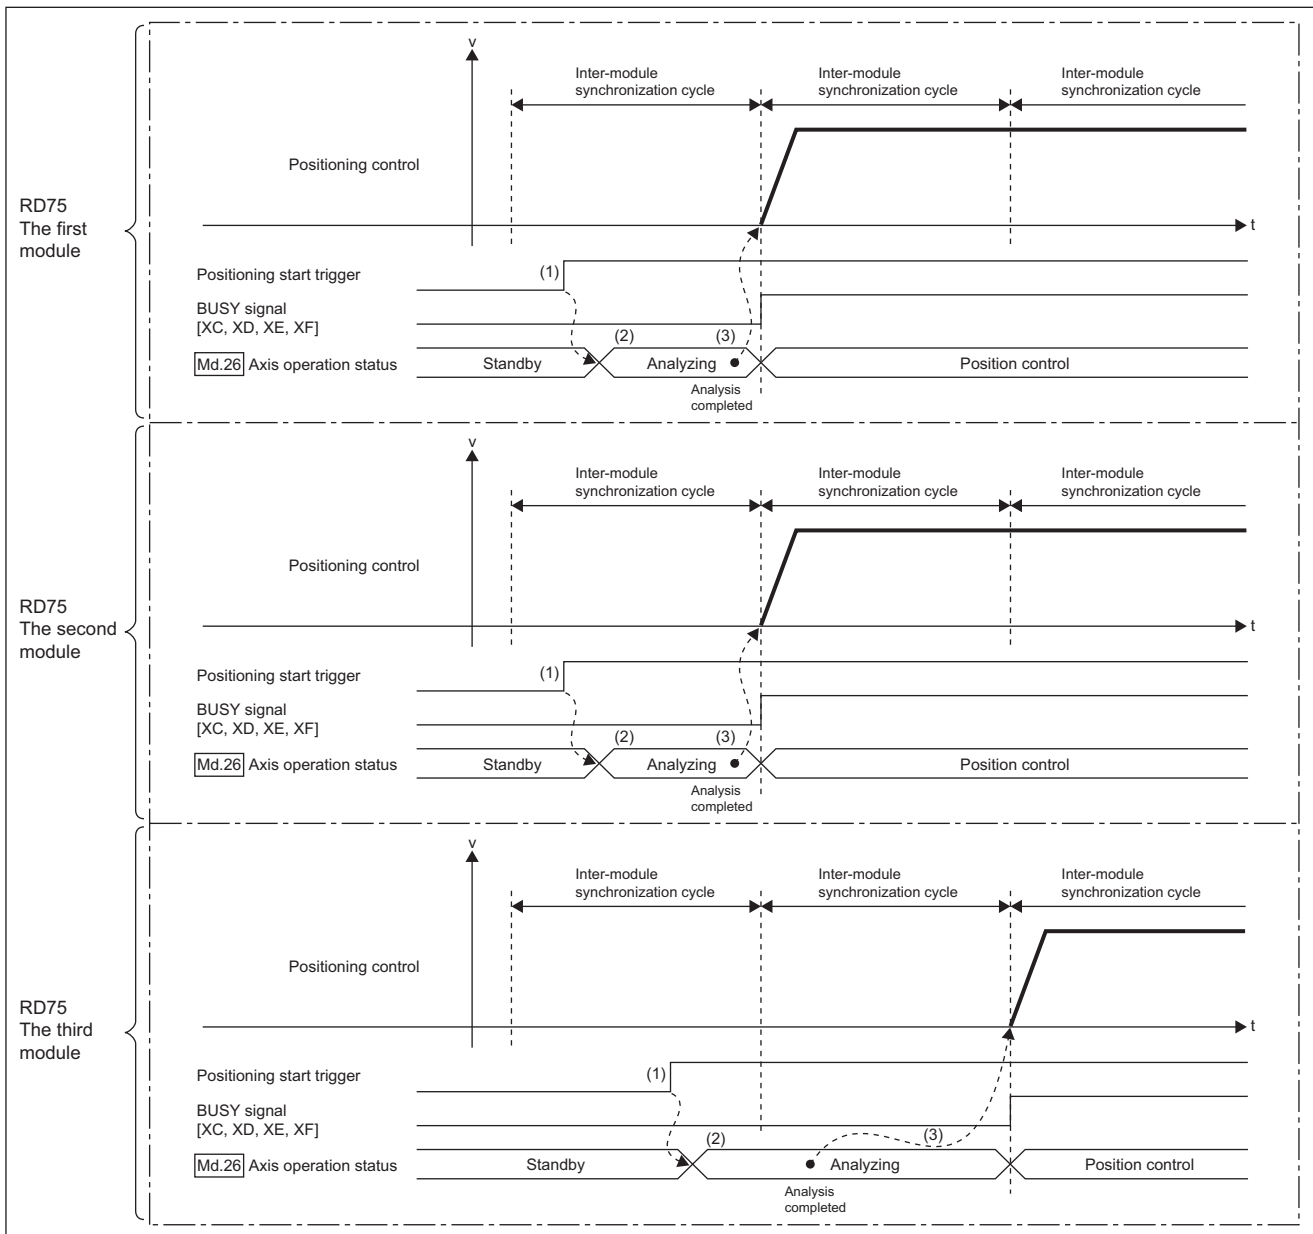 RD75
The first
module
v
Inter-module
synchronization cycle
Inter-module
synchronization cycle
Inter-module
synchronization cycle
Positioning control
t
Positioning start trigger
(1)
BUSY signal
[XC, XD, XE, XF]
(2)
(3)
Md.26 Axis operation status
Standby
Analyzing
Position control
Analysis
completed
RD75
The second
module
v
Inter-module
synchronization cycle
Inter-module
synchronization cycle
Inter-module
synchronization cycle
Positioning control
t
Positioning start trigger
(1)
BUSY signal
[XC, XD, XE, XF]
(2)
(3)
Md.26 Axis operation status
Standby
Analyzing
Position control
Analysis
completed
RD75
The third
module
v
Inter-module
synchronization cycle
Inter-module
synchronization cycle
Inter-module
synchronization cycle
Positioning control
t
Positioning start trigger
(1)
BUSY signal
[XC, XD, XE, XF]
(2)
(3)
Md.26 Axis operation status
Standby
Analyzing
Position control
Analysis
completed